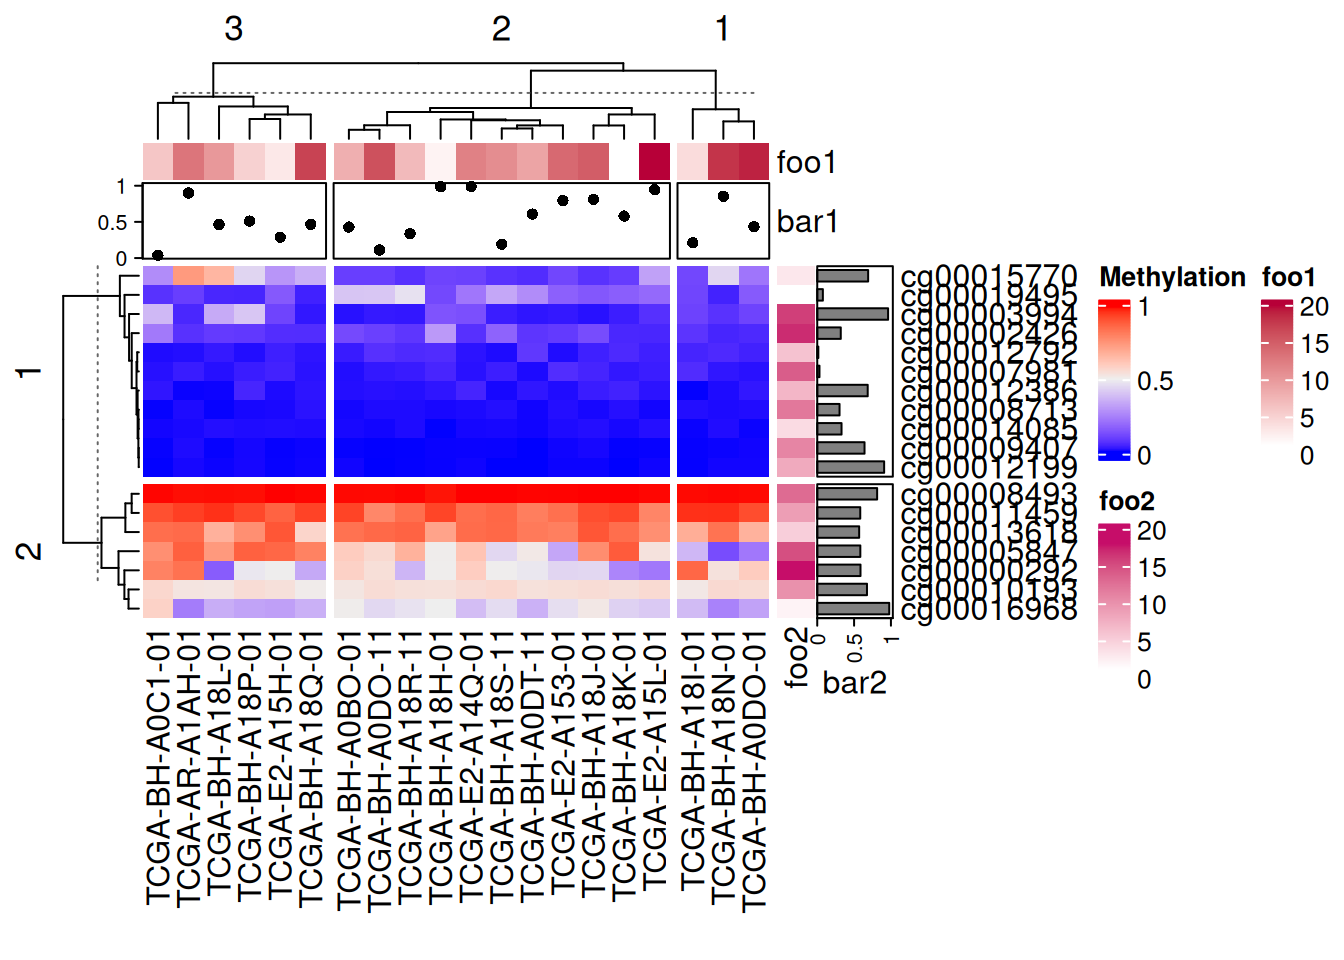 3
2
1
foo1
1
0.5
0
bar1
1
2
cg00015770
cg00019495
cg00003994
cg00002426
cg00012792
cg00007981
cg00012386
cg00008713
cg00014085
cg00009407
cg00012199
cg00008493
cg00011459
cg00013618
cg00005847
cg00000292
cg00010193
cg00016968
foo2
0
0.5
1
bar2
TCGA-BH-A0C1-01
TCGA-AR-A1AH-01
TCGA-BH-A18L-01
TCGA-BH-A18P-01
TCGA-E2-A15H-01
TCGA-BH-A18Q-01
TCGA-BH-A0BO-01
TCGA-BH-A0DO-11
TCGA-BH-A18R-11
TCGA-BH-A18H-01
TCGA-E2-A14Q-01
TCGA-BH-A18S-11
TCGA-BH-A0DT-11
TCGA-E2-A153-01
TCGA-BH-A18J-01
TCGA-BH-A18K-01
TCGA-E2-A15L-01
TCGA-BH-A18I-01
TCGA-BH-A18N-01
TCGA-BH-A0DO-01
Methylation
1
0.5
0
foo1
20
15
10
5
0
foo2
20
15
10
5
0